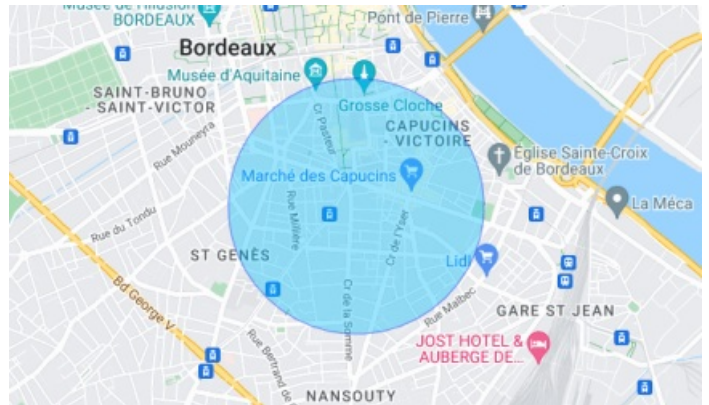 Musée de l'Illusion
BORDEAUX
Pont de Pierre
Bordeaux
Musée d'Aquitaine
SAINT-BRUNO
- SAINT-VICTOR
Grosse Cloche
Cr Pasteur
CAPUCINS
- VICTOIRE
Rue Mouneyra
Église Sainte-Croix
de Bordeaux
Marché des Capucins
La Méca
Rue Millière
Rue du Tondu
Cr de l'Yser
ST GENÈS
Lidl
Bd George V
Cr de la Somme
Rue Malbec
GARE ST JEAN
JOST HOTEL &
AUBERGE DE...
Rue Bertrand de
NANSOUTY